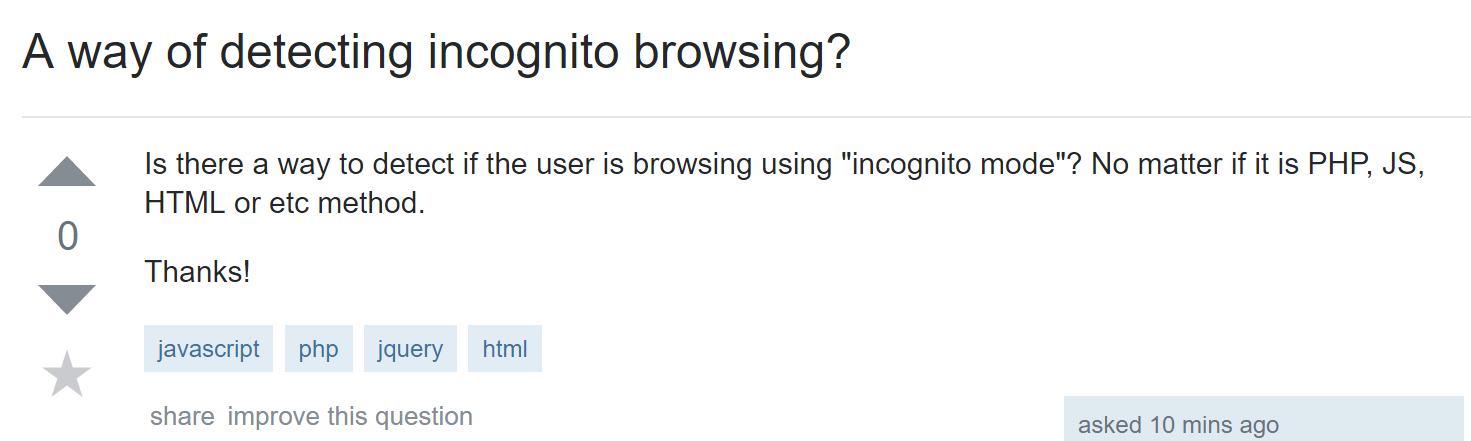 A way of detecting incognito browsing?
Is there a way to detect if the user is browsing using "incognito mode"? No matter if it is PHP, JS,
HTML or etc method.
0
Thanks!
javascript php jquery html
share improve this question
asked 10 mins ago